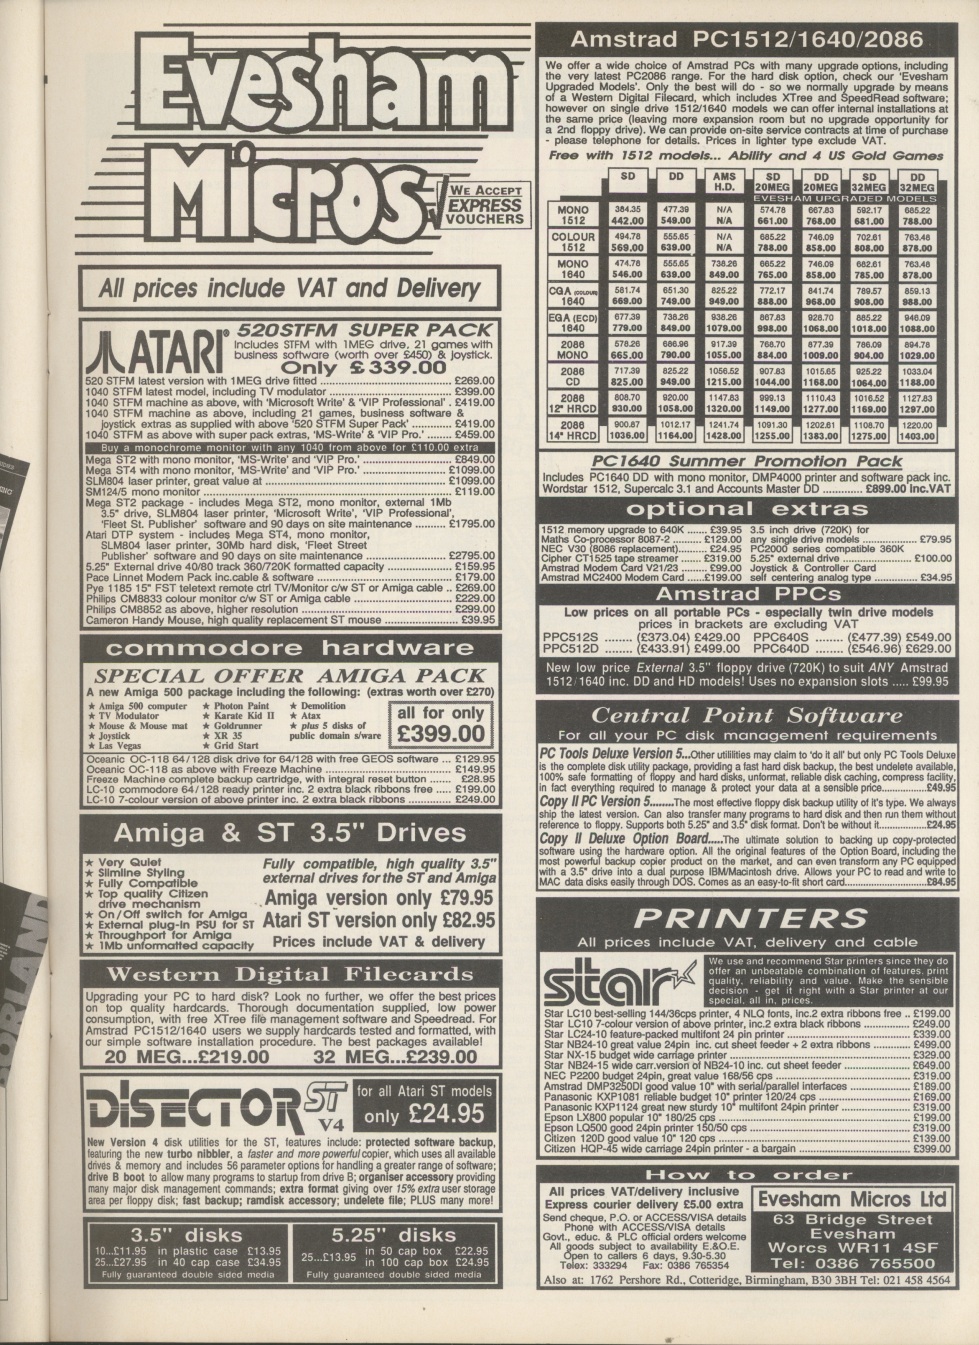 Evesham
Micros
WE ACCEPT
EXPRESS
VOUCHERS
All prices include VAT and Delivery
ATARI®
520STFM SUPER PACK
Includes STFM with 1MEG drive, 21 games with
business software (worth over £450) & joystick.
Only £339.00
520 STFM latest version with 1MEG drive fitted ........ £269.00
1040 STFM latest model, including TV modulator ........ £399.00
1040 STFM machine as above, with 'Microsoft Write' & 'VIP Professional' . £419.00
1040 STFM machine as above, including 21 games, business software &
joystick extras as supplied with above '520 STFM Super Pack' ........ £419.00
1040 STFM as above with super pack extras, 'MS-Write' & 'VIP Pro.' ....... £459.00
Buy a monochrome monitor with any 1040 from above for £110.00 extra
Mega ST2 with mono monitor, 'MS-Write' and 'VIP Pro.' ........ £849.00
Mega ST4 with mono monitor, 'MS-Write' and 'VIP Pro.' ........ £1099.00
SLM804 laser printer, great value at ........ £1099.00
SM124/5 mono monitor ........ £119.00
Mega ST2 package - includes Mega ST2, mono monitor, external 1Mb
3.5" drive, SLM804 laser printer, 'Microsoft Write', 'VIP Professional',
'Fleet St. Publisher' software and 90 days on site maintenance ......... £1795.00
Atari DTP system - includes Mega ST4, mono monitor,
SLM804 laser printer, 30Mb hard disk, 'Fleet Street
Publisher' software and 90 days on site maintenance ........ £2795.00
5.25" External drive 40/80 track 360/720K formatted capacity ........ £159.95
Pace Linnet Modem Pack inc.cable & software ........ £179.00
Pye 1185 15" FST teletext remote ctrl TV/Monitor c/w ST or Amiga cable .. £269.00
Philips CM8833 colour monitor c/w ST or Amiga cable ........ £229.00
Philips CM8852 as above, higher resolution ........ £299.00
Cameron Handy Mouse, high quality replacement ST mouse ........ £39.95
commodore hardware
SPECIAL OFFER AMIGA PACK
A new Amiga 500 package including the following: (extras worth over £270)
★ Amiga 500 computer ★ Photon Paint ★ Demolition
★ TV Modulator ★ Karate Kid II ★ Atax
★ Mouse & Mouse mat ★ Goldrunner ★ plus 5 disks of
★ Joystick ★ XR 35 public domain s/ware
★ Las Vegas ★ Grid Start
all for only
£399.00
Oceanic OC-118 64/128 disk drive for 64/128 with free GEOS software ... £129.95
Oceanic OC-118 as above with Freeze Machine ........ £149.95
Freeze Machine complete backup cartridge, with integral reset button ........ £28.95
LC-10 commodore 64/128 ready printer inc. 2 extra black ribbons free ..... £199.00
LC-10 7-colour version of above printer inc. 2 extra black ribbons ........ £249.00
Amiga & ST 3.5" Drives
★ Very Quiet
★ Slimline Styling
★ Fully Compatible
★ Top quality Citizen
drive mechanism
★ On/Off switch for Amiga
★ External plug-in PSU for ST
★ Throughport for Amiga
★ 1Mb unformatted capacity
Fully compatible, high quality 3.5"
external drives for the ST and Amiga
Amiga version only £79.95
Atari ST version only £82.95
Prices include VAT & delivery
Western Digital Filecards
Upgrading your PC to hard disk? Look no further, we offer the best prices
on top quality hardcards. Thorough documentation supplied, low power
consumption, with free XTree file management software and Speedread. For
Amstrad PC1512/1640 users we supply hardcards tested and formatted, with
our simple software installation procedure. The best packages available!
20 MEG...£219.00 32 MEG...£239.00
DISECTOR ST
V4
for all Atari ST models
only £24.95
New Version 4 disk utilities for the ST, features include: protected software backup,
featuring the new turbo nibbler, a faster and more powerful copier, which uses all available
drives & memory and includes 56 parameter options for handling a greater range of software;
drive B boot to allow many programs to startup from drive B; organiser accessory providing
many major disk management commands; extra format giving over 15% extra user storage
area per floppy disk; fast backup; ramdisk accessory; undelete file; PLUS many more!
3.5" disks
10...£11.95 in plastic case £13.95
25...£27.95 in 40 cap case £34.95
Fully guaranteed double sided media
5.25" disks
25...£13.95 in 50 cap box £22.95
in 100 cap box £24.95
Fully guaranteed double sided media
Amstrad PC1512/1640/2086
We offer a wide choice of Amstrad PCs with many upgrade options, including
the very latest PC2086 range. For the hard disk option, check our 'Evesham
Upgraded Models'. Only the best will do - so we normally upgrade by means
of a Western Digital Filecard, which includes XTree and SpeedRead software;
however on single drive 1512/1640 models we can offer internal installations at
the same price (leaving more expansion room but no upgrade opportunity for
a 2nd floppy drive). We can provide on-site service contracts at time of purchase
- please telephone for details. Prices in lighter type exclude VAT.
Free with 1512 models... Ability and 4 US Gold Games
SD DD AMS H.D. SD 20MEG DD 20MEG SD 32MEG DD 32MEG
EVESHAM UPGRADED MODELS
MONO 384.35 477.39 N/A 574.78 667.83 592.17 685.22
1512 442.00 549.00 N/A 661.00 768.00 681.00 788.00
COLOUR 494.78 555.65 N/A 685.22 746.09 702.61 763.48
1512 569.00 639.00 N/A 788.00 858.00 808.00 878.00
MONO 474.78 555.65 738.26 665.22 746.09 682.61 763.48
1640 546.00 639.00 849.00 765.00 858.00 785.00 878.00
CGA (COLOUR) 581.74 651.30 825.22 772.17 841.74 789.57 859.13
1640 669.00 749.00 949.00 888.00 968.00 908.00 988.00
EGA (ECD) 677.39 738.26 938.26 867.83 928.70 885.22 946.09
1640 779.00 849.00 1079.00 998.00 1068.00 1018.00 1088.00
2086 578.26 686.96 917.39 768.70 877.39 786.09 894.78
MONO 665.00 790.00 1055.00 884.00 1009.00 904.00 1029.00
2086 717.39 825.22 1056.52 907.83 1015.65 925.22 1033.04
CD 825.00 949.00 1215.00 1044.00 1168.00 1064.00 1188.00
2086 808.70 920.00 1147.83 999.13 1110.43 1016.52 1127.83
12" HRCD 930.00 1058.00 1320.00 1149.00 1277.00 1169.00 1297.00
2086 900.87 1012.17 1241.74 1091.30 1202.61 1108.70 1220.00
14" HRCD 1036.00 1164.00 1428.00 1255.00 1383.00 1275.00 1403.00
PC1640 Summer Promotion Pack
Includes PC1640 DD with mono monitor, DMP4000 printer and software pack inc.
Wordstar 1512, Supercalc 3.1 and Accounts Master DD ............ £899.00 Inc.VAT
optional extras
1512 memory upgrade to 640K ..... £39.95
Maths Co-processor 8087-2 ........ £129.00
NEC V30 (8086 replacement)........ £24.95
Cipher CT1525 tape streamer ...... £319.00
Amstrad Modem Card V21/23 ....... £99.00
Amstrad MC2400 Modem Card .....£199.00
3.5 inch drive (720K) for
any single drive models ........ £79.95
PC2000 series compatible 360K
5.25" external drive ........ £100.00
Joystick & Controller Card
self centering analog type ........ £34.95
Amstrad PPCs
Low prices on all portable PCs - especially twin drive models
prices in brackets are excluding VAT
PPC512S ........ (£373.04) £429.00 PPC640S ........ (£477.39) £549.00
PPC512D ........ (£433.91) £499.00 PPC640D ........ (£546.96) £629.00
New low price External 3.5" floppy drive (720K) to suit ANY Amstrad
1512/1640 inc. DD and HD models! Uses no expansion slots ..... £99.95
Central Point Software
For all your PC disk management requirements
PC Tools Deluxe Version 5...Other utilities may claim to 'do it all' but only PC Tools Deluxe
is the complete disk utility package, providing a fast hard disk backup, the best undelete available,
100% safe formatting of floppy and hard disks, unformat, reliable disk caching, compress facility,
in fact everything required to manage & protect your data at a sensible price........£49.95
Copy II PC Version 5.......The most effective floppy disk backup utility of it's type. We always
ship the latest version. Can also transfer many programs to hard disk and then run them without
reference to floppy. Supports both 5.25" and 3.5" disk format. Don't be without it........£24.95
Copy II Deluxe Option Board.....The ultimate solution to backing up copy-protected
software using the hardware option. All the original features of the Option Board, including the
most powerful backup copier product on the market, and can even transform any PC equipped
with a 3.5" drive into a dual purpose IBM/Macintosh drive. Allows your PC to read and write to
MAC data disks easily through DOS. Comes as an easy-to-fit short card........£84.95
PRINTERS
All prices include VAT, delivery and cable
star
We use and recommend Star printers since they do
offer an unbeatable combination of features, print
quality, reliability and value. Make the sensible
decision - get it right with a Star printer at our
special, all in, prices.
Star LC10 best-selling 144/36cps printer, 4 NLQ fonts, inc.2 extra ribbons free .. £199.00
Star LC10 7-colour version of above printer, inc.2 extra black ribbons ........ £249.00
Star LC24-10 feature-packed multifont 24 pin printer ........ £339.00
Star NB24-10 great value 24pin inc. cut sheet feeder + 2 extra ribbons ........ £499.00
Star NX-15 budget wide carriage printer ........ £329.00
Star NB24-15 wide carr.version of NB24-10 inc. cut sheet feeder ........ £649.00
NEC P2200 budget 24pin, great value 168/56 cps ........ £319.00
Amstrad DMP3250DI good value 10" with serial/parallel interfaces ........ £189.00
Panasonic KXP1081 reliable budget 10" printer 120/24 cps ........ £169.00
Panasonic KXP1124 great new sturdy 10" multifont 24pin printer ........ £319.00
Epson LX800 popular 10" 180/25 cps ........ £199.00
Epson LQ500 good 24pin printer 150/50 cps ........ £319.00
Citizen 120D good value 10" 120 cps ........ £139.00
Citizen HQP-45 wide carriage 24pin printer - a bargain ........ £399.00
How to order
All prices VAT/delivery inclusive
Express courier delivery £5.00 extra
Send cheque, P.O. or ACCESS/VISA details
Phone with ACCESS/VISA details
Govt., educ. & PLC official orders welcome
All goods subject to availability E.&O.E.
Open to callers 6 days, 9.30-5.30
Telex: 333294 Fax: 0386 765354
Evesham Micros Ltd
63 Bridge Street
Evesham
Worcs WR11 4SF
Tel: 0386 765500
Also at: 1762 Pershore Rd., Cotteridge, Birmingham, B30 3BH Tel: 021 458 4564